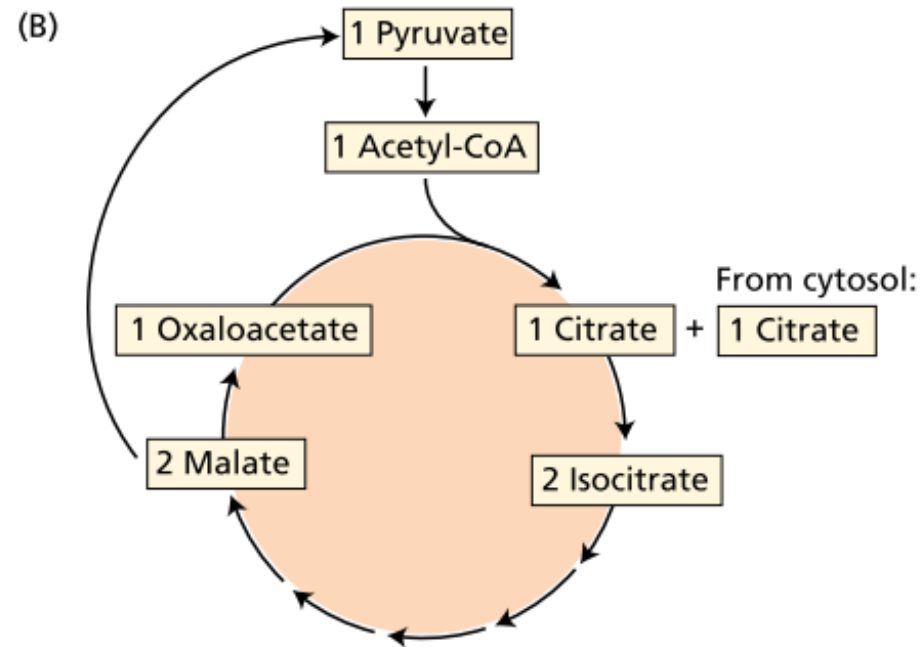 (B)
1 Pyruvate
1 Acetyl-CoA
From cytosol:
1 Oxaloacetate
1 Citrate + 1 Citrate
2 Malate
2 Isocitrate